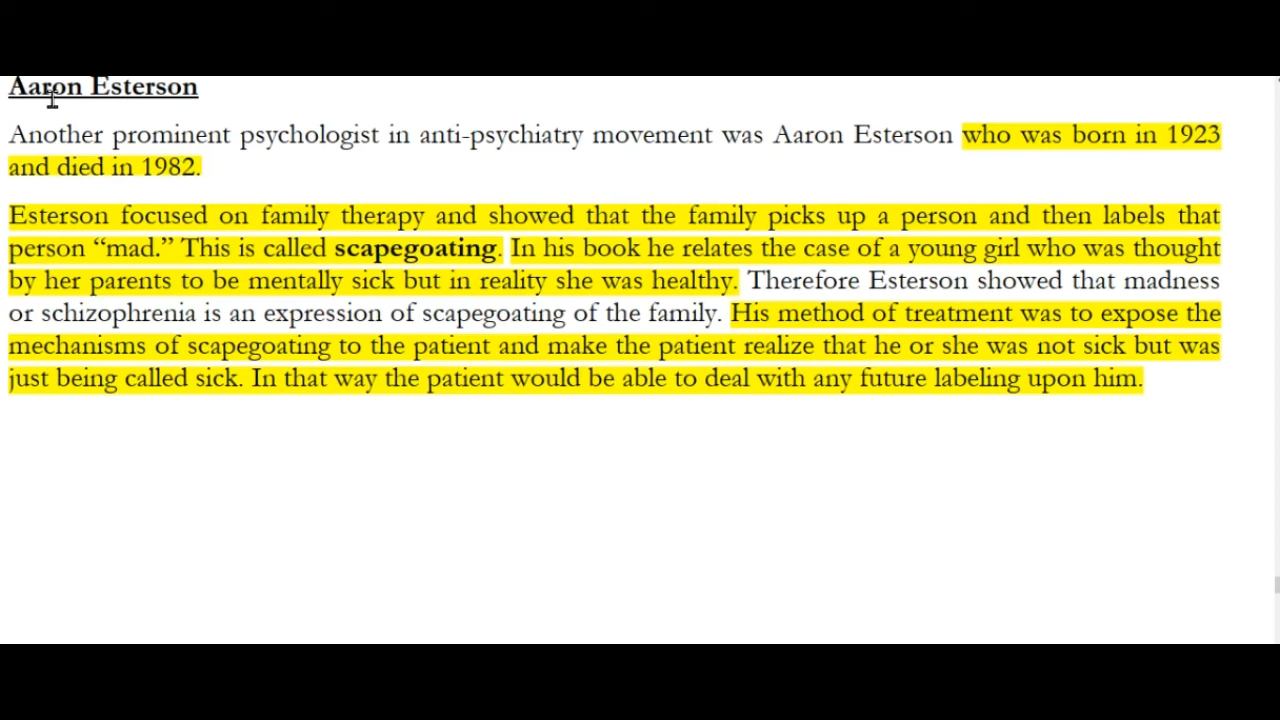 Aaron Esterson
Another prominent psychologist in anti-psychiatry movement was Aaron Esterson who was born in 1923
and died in 1982.
Esterson focused on family therapy and showed that the family picks up a person and then labels that
person “mad.” This is called scapegoating. In his book he relates the case of a young girl who was thought
by her parents to be mentally sick but in reality she was healthy. Therefore Esterson showed that madness
or schizophrenia is an expression of scapegoating of the family. His method of treatment was to expose the
mechanisms of scapegoating to the patient and make the patient realize that he or she was not sick but was
just being called sick. In that way the patient would be able to deal with any future labeling upon him.